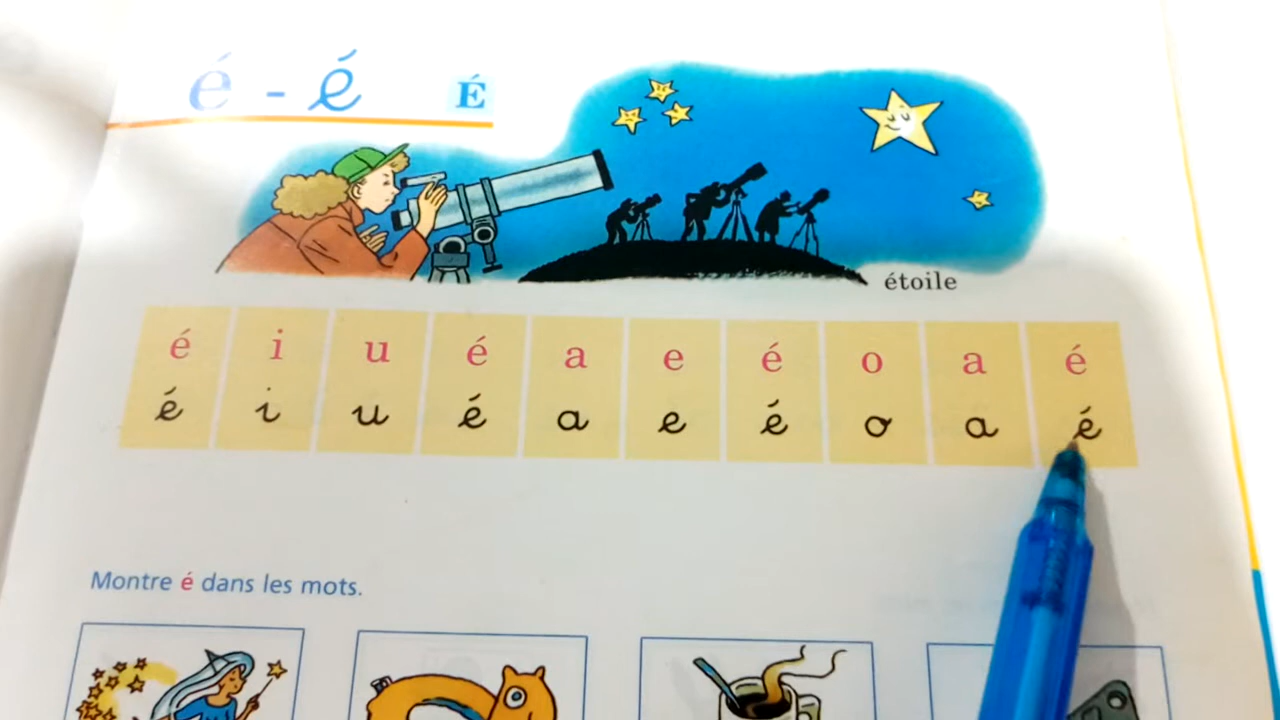 é - é É
étoile
é i u é a e é o a é
é i u é a e é o a é
Montre é dans les mots.